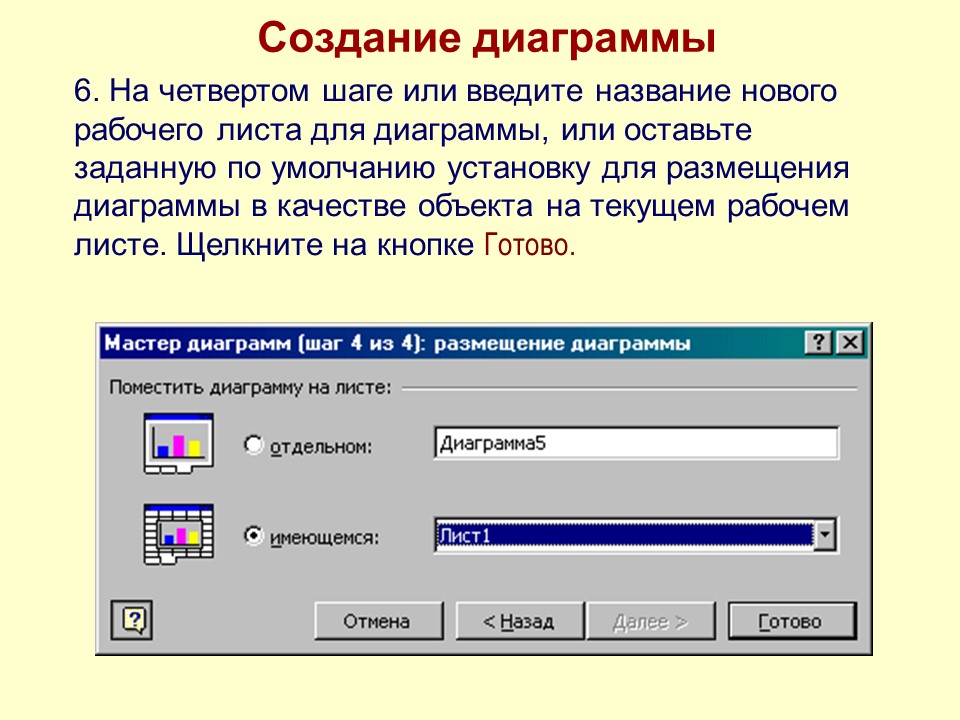 Создание диаграммы
6. На четвертом шаге или введите название нового
рабочего листа для диаграммы, или оставьте
заданную по умолчанию установку для размещения
диаграммы в качестве объекта на текущем рабочем
листе. Щелкните на кнопке Готово.
Мастер диаграмм (шаг 4 из 4): размещение диаграммы
Поместить диаграмму на листе:
отдельном: Диаграмма5
имеющемся: Лист1
Отмена < Назад Далее > Готово